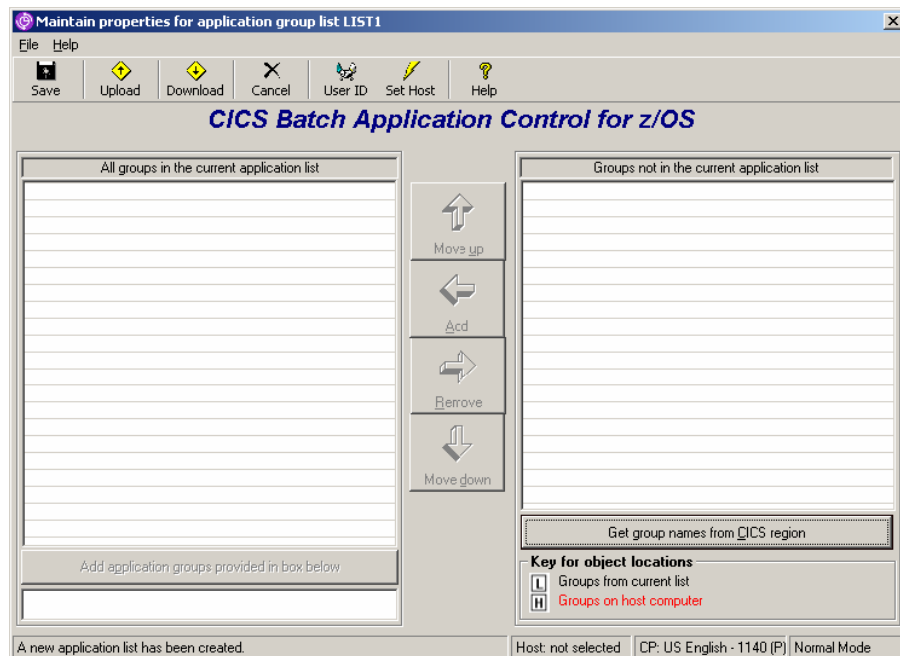 Maintain properties for application group list LIST1
File Help
Save Upload Download Cancel User ID Set Host Help
CICS Batch Application Control for z/OS
All groups in the current application list
Groups not in the current application list
Move up
Add
Remove
Move down
Get group names from CICS region
Add application groups provided in box below
Key for object locations
L Groups from current list
H Groups on host computer
A new application list has been created. Host: not selected CP: US English - 1140 (P) Normal Mode